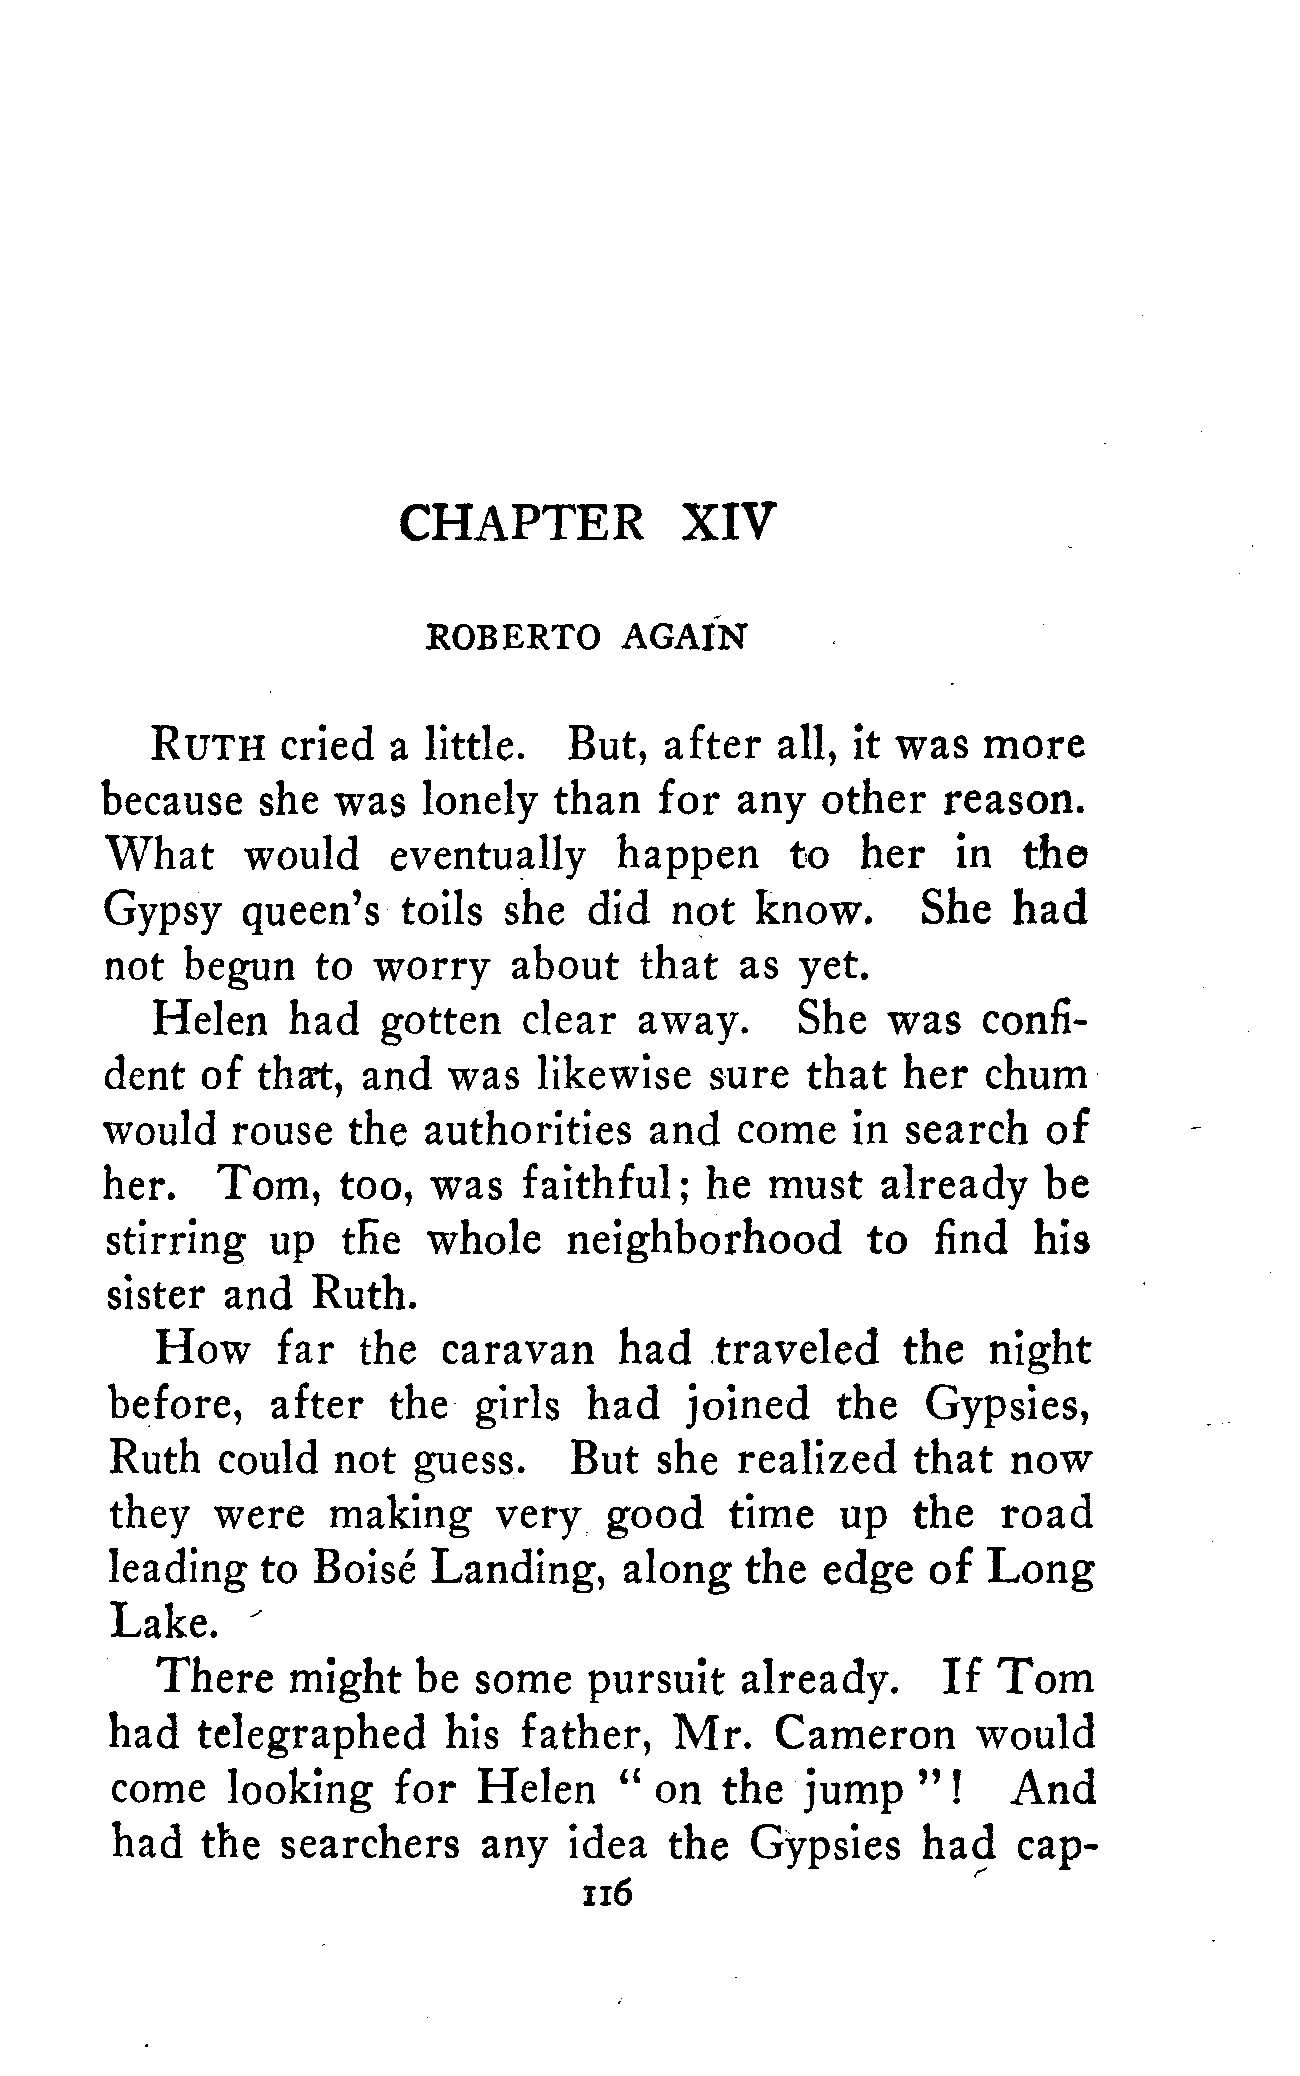 CHAPTER XIV
ROBERTO AGAIN
RUTH cried a little. But, after all, it was more
because she was lonely than for any other reason.
What would eventually happen to her in the
Gypsy queen's toils she did not know. She had
not begun to worry about that as yet.
Helen had gotten clear away. She was confi-
dent of that, and was likewise sure that her chum
would rouse the authorities and come in search of
her. Tom, too, was faithful; he must already be
stirring up the whole neighborhood to find his
sister and Ruth.
How far the caravan had traveled the night
before, after the girls had joined the Gypsies,
Ruth could not guess. But she realized that now
they were making very good time up the road
leading to Boisé Landing, along the edge of Long
Lake.
There might be some pursuit already. If Tom
had telegraphed his father, Mr. Cameron would
come looking for Helen " on the jump "! And
had the searchers any idea the Gypsies had cap-
116